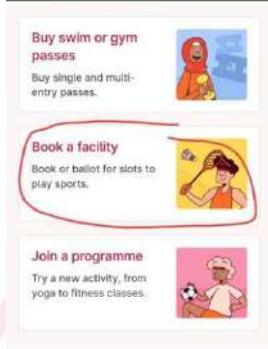 Buy swim or gym
passes
Buy single and multi-
entry passes.
Book a facility
Book or ballot for slots to
play sports.
Join a programme
Try a new activity, from
yoga to fitness classes.